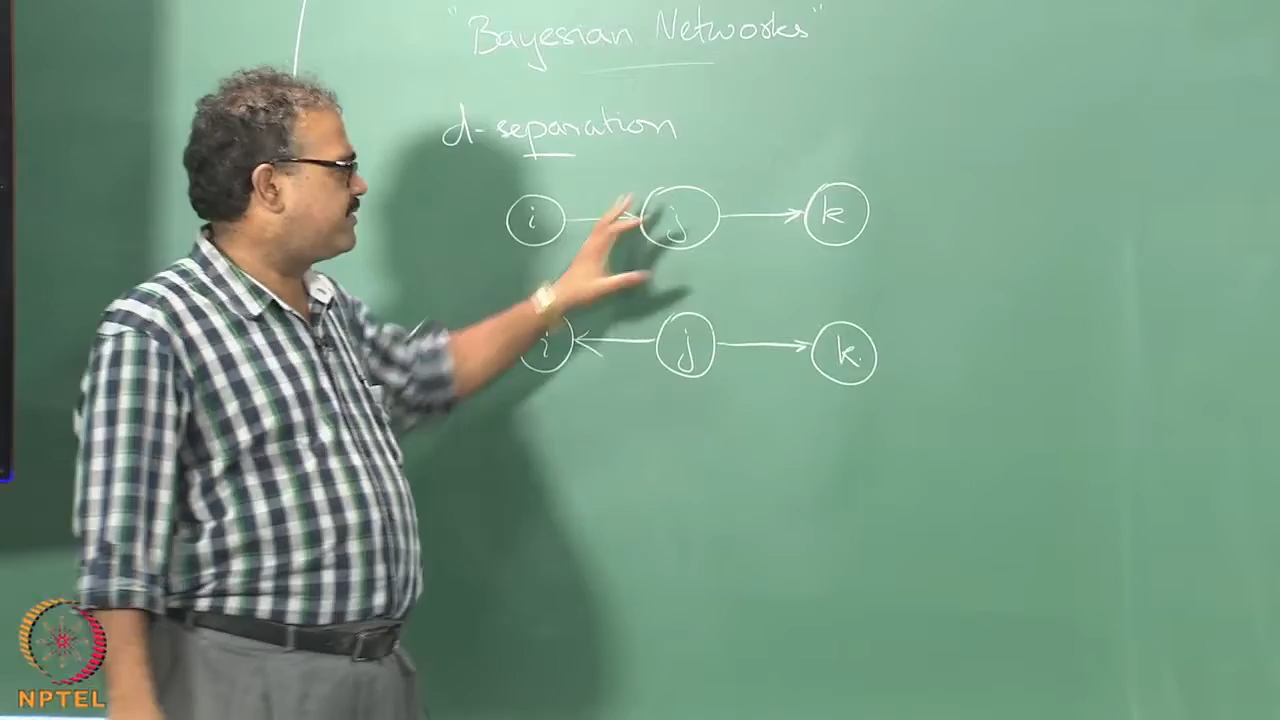 "Bayesian Networks"
d-separation
i j k
i j k
NPTEL